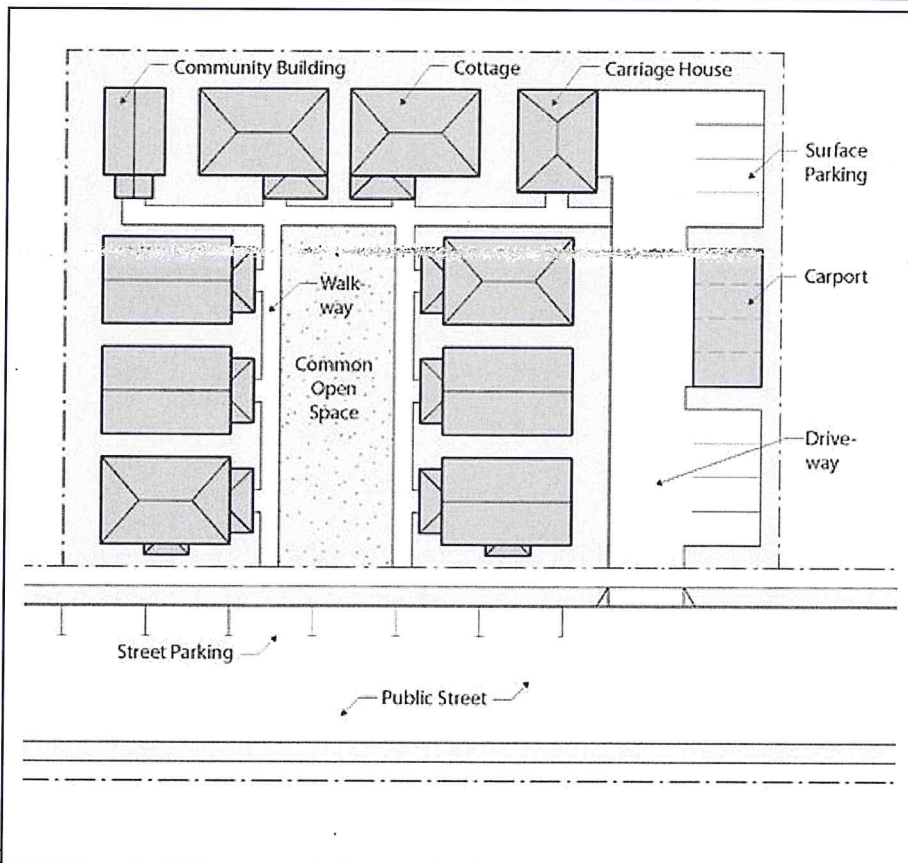 Community Building
Cottage
Carriage House
Surface
Parking
Carport
Walk-
way
Common
Open
Space
Drive-
way
Street Parking
Public Street